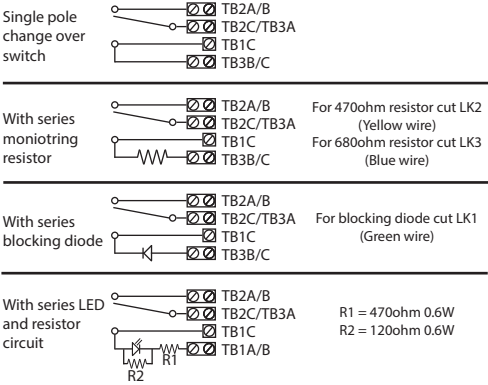 Single pole
change over
switch
TB2A/B
TB2C/TB3A
TB1C
TB3B/C
With series
moniotring
resistor
TB2A/B
TB2C/TB3A
TB1C
TB3B/C
For 470ohm resistor cut LK2
(Yellow wire)
For 680ohm resistor cut LK3
(Blue wire)
With series
blocking diode
TB2A/B
TB2C/TB3A
TB1C
TB3B/C
For blocking diode cut LK1
(Green wire)
With series LED
and resistor
circuit
TB2A/B
TB2C/TB3A
TB1C
TB1A/B
R1
R2
R1 = 470ohm 0.6W
R2 = 120ohm 0.6W